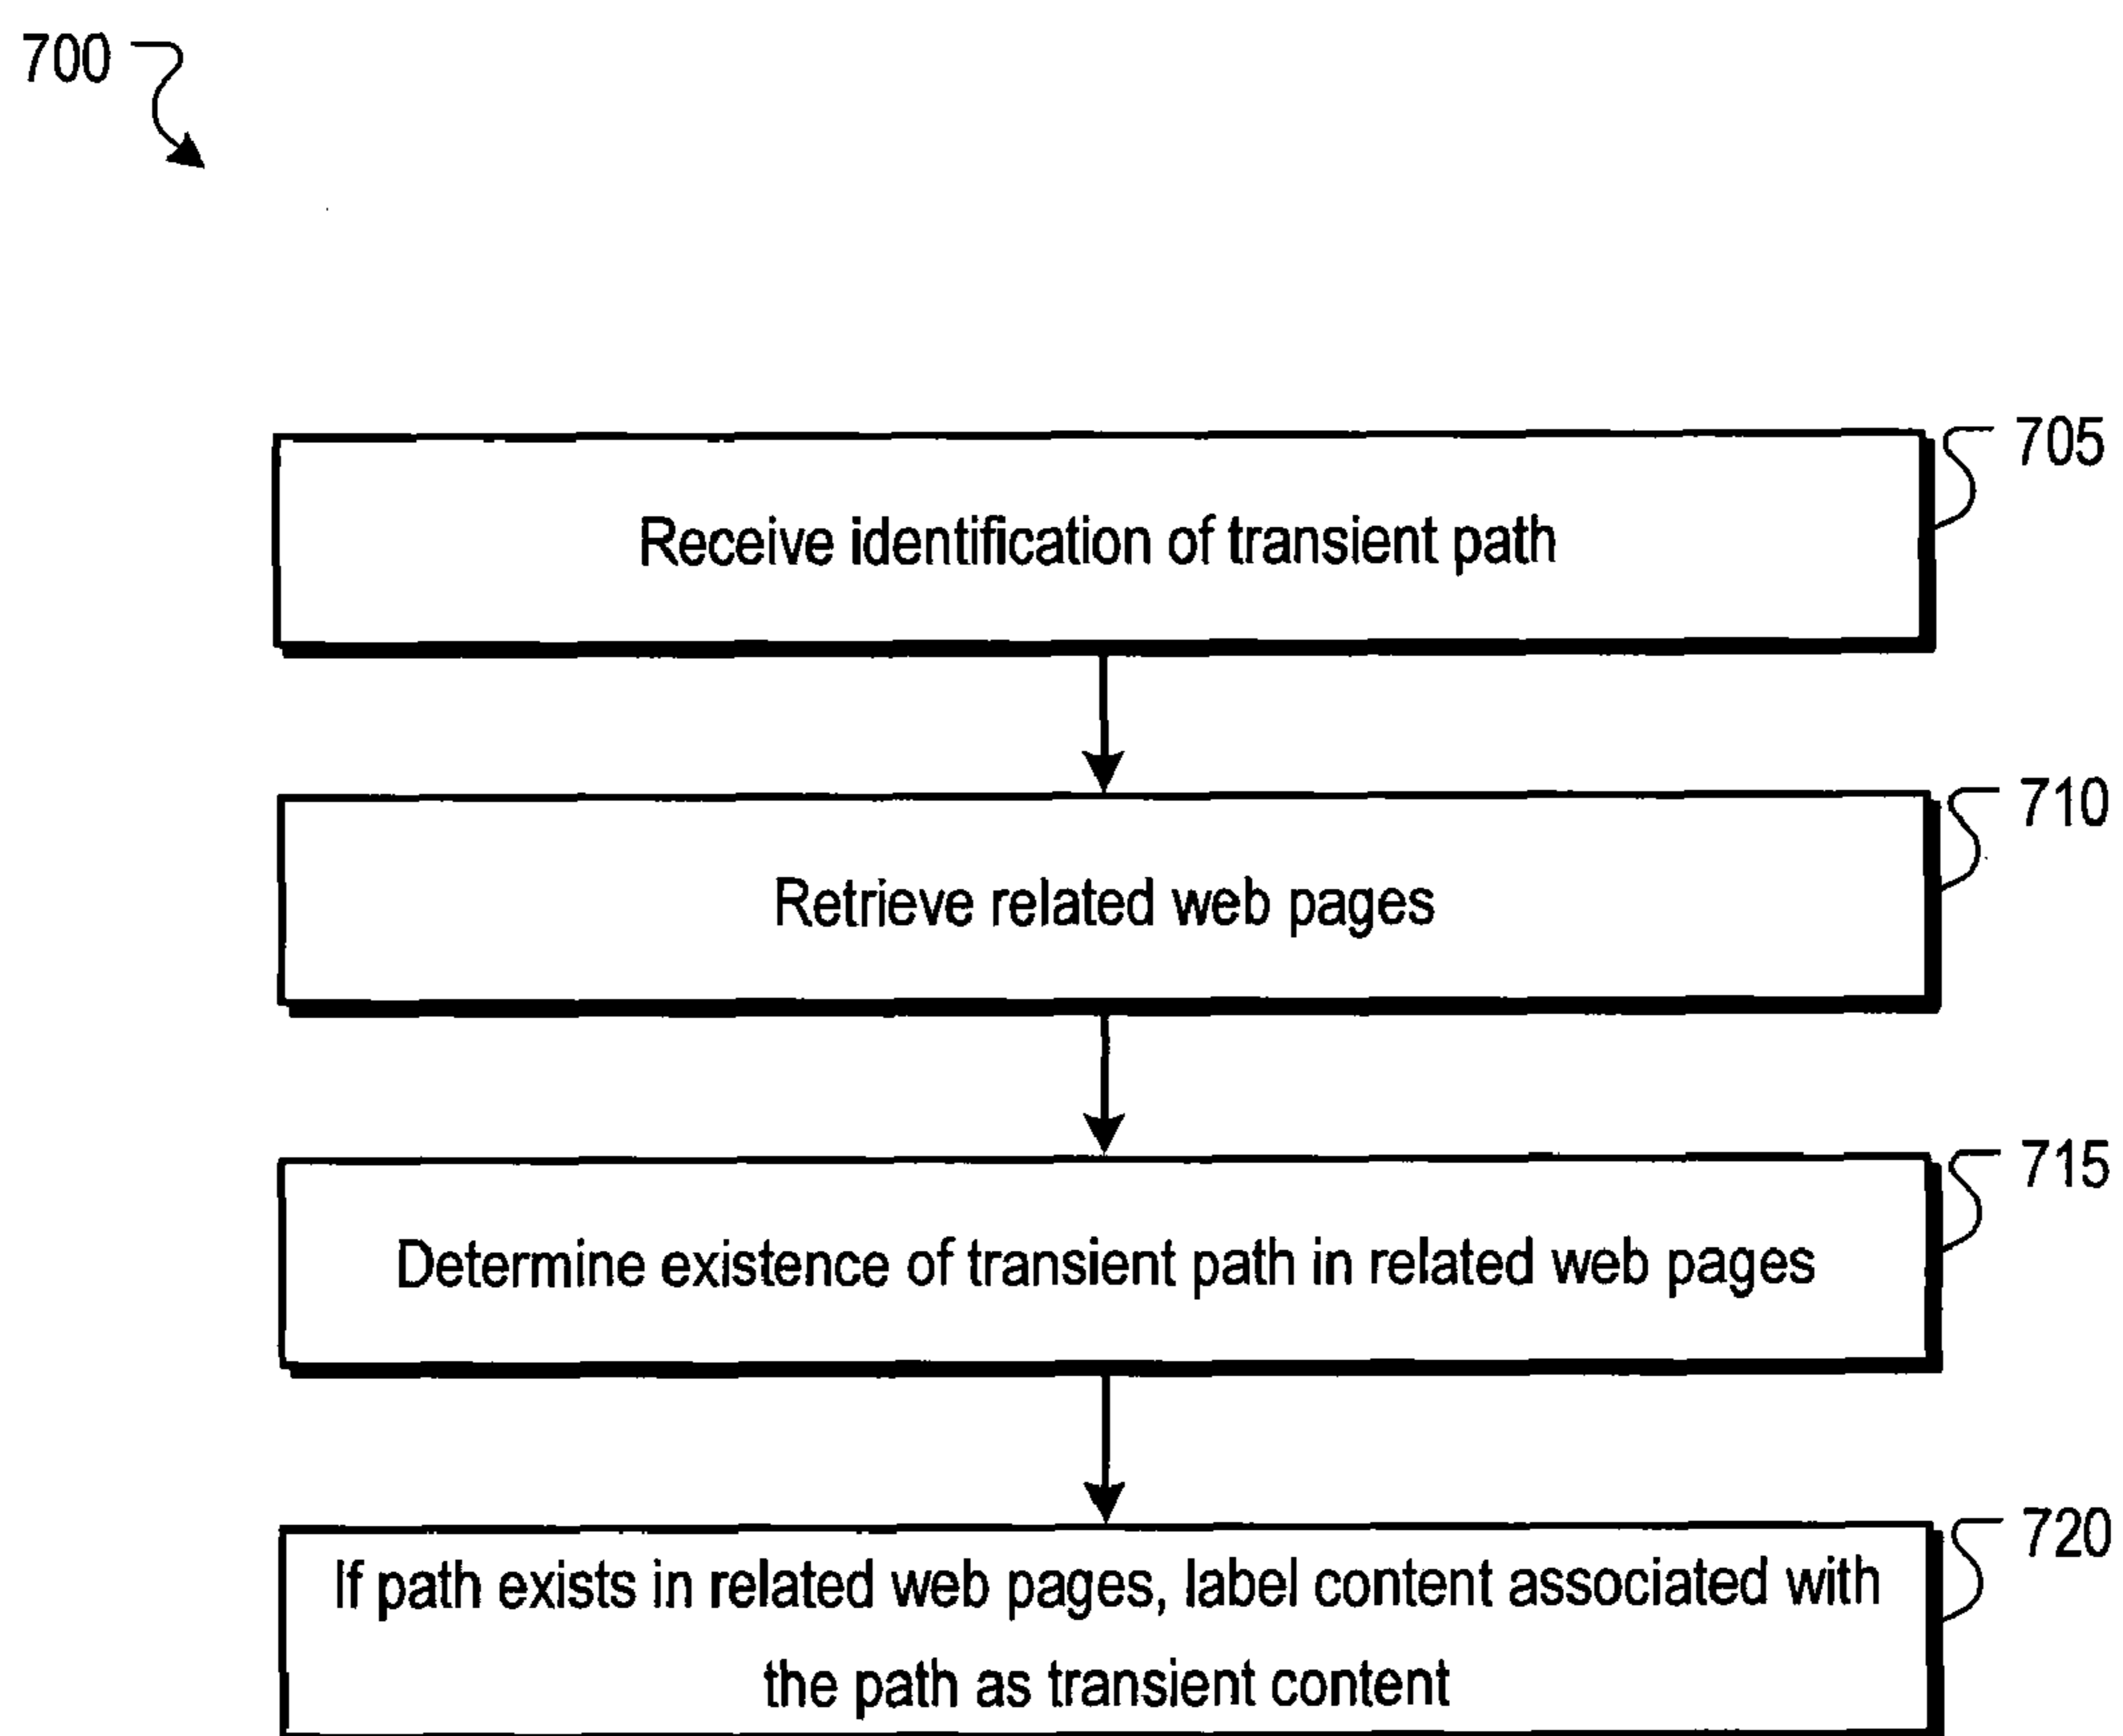 700
705
Receive identification of transient path
710
Retrieve related web pages
715
Determine existence of transient path in related web pages
720
If path exists in related web pages, label content associated with
the path as transient content